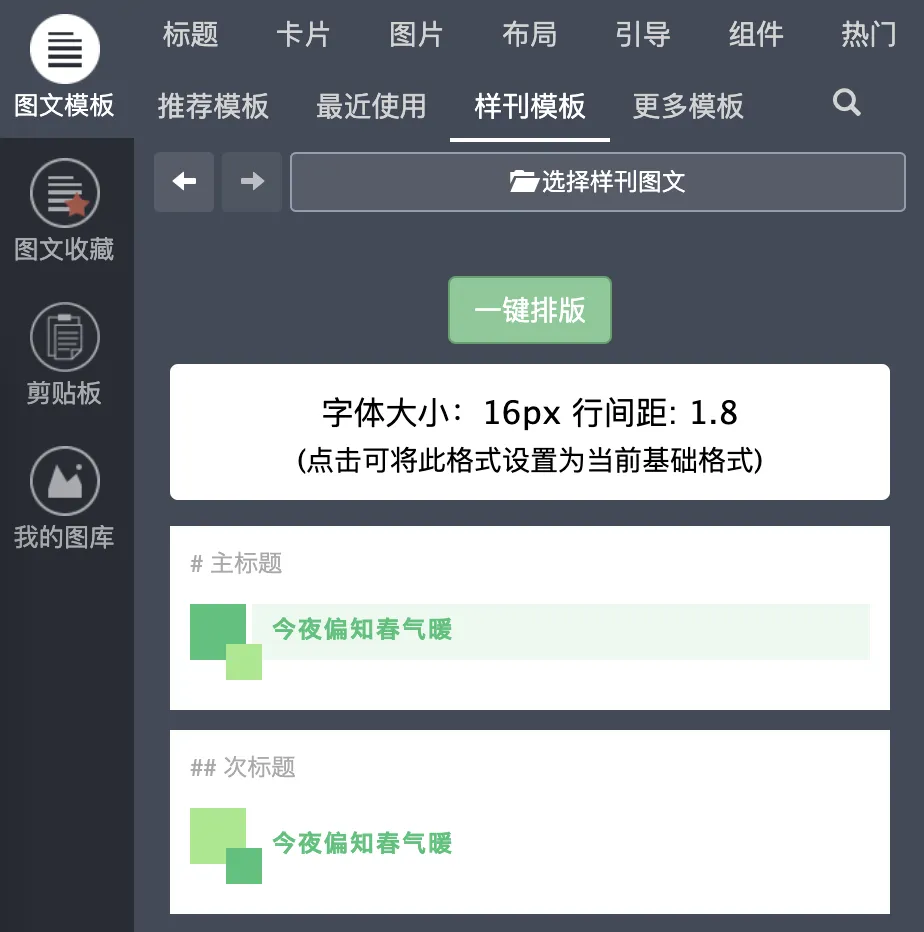 标题 卡片 图片 布局 引导 组件 热门
图文模板 推荐模板 最近使用 样刊模板 更多模板
选择样刊图文
图文收藏
一键排版
剪贴板
字体大小：16px 行间距: 1.8
(点击可将此格式设置为当前基础格式)
我的图库
# 主标题
今夜偏知春气暖
## 次标题
今夜偏知春气暖